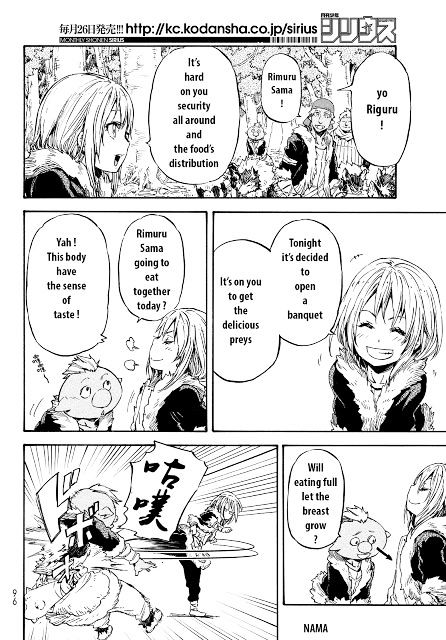 毎月26日発売!!!
http://kc.kodansha.co.jp/sirius
MONTHLY SHONEN SIRIUS
月刊少年
シリウス
yo
Riguru !
Rimuru
Sama
!
It's
hard
on you
security
all around
and
the food's
distribution
Tonight
it's decided
to
open
a
banquet
It's on you
to get
the
delicious
preys
Rimuru
Sama
going to
eat
together
today ?
Yah !
This body
have
the sense
of
taste !
Will
eating full
let the
breast
grow ?
NAMA
咕噗
96